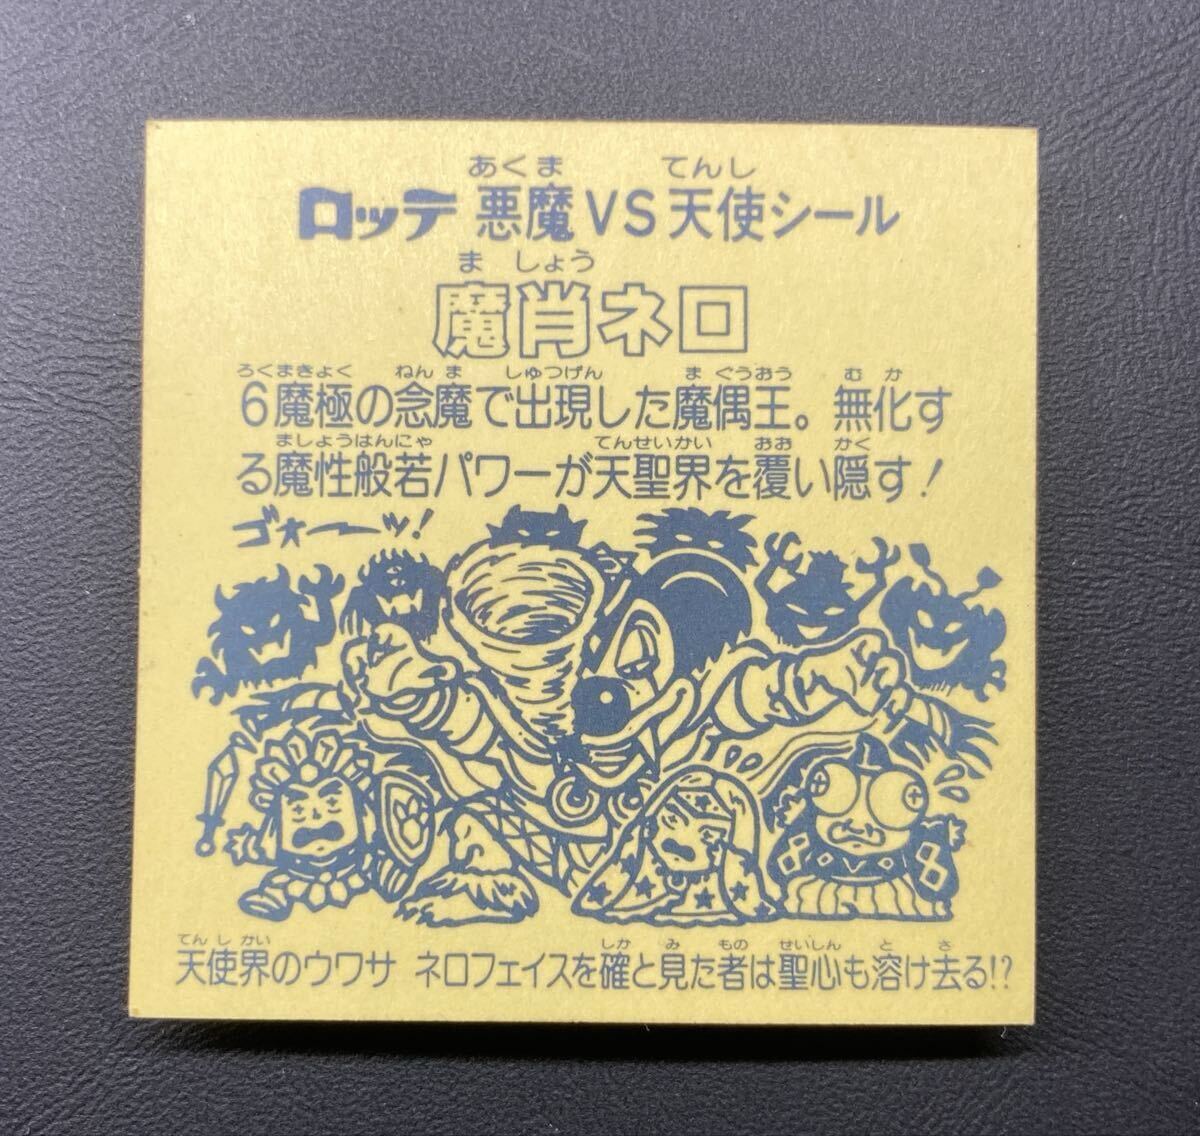 あくま てんし
ロッテ 悪魔VS天使シール
ま しょう
魔肖ネロ
ろくまきょく ねん ま しゅつげん ま ぐうおう む か
6魔極の念魔で出現した魔偶王。無化す
ましょうはんにゃ てんせいかい おお かく
る魔性般若パワーが天聖界を覆い隠す!
ゴォーーッ!
てん し かい しか み もの せいしん と さ
天使界のウワサ ネロフェイスを確と見た者は聖心も溶け去る!?